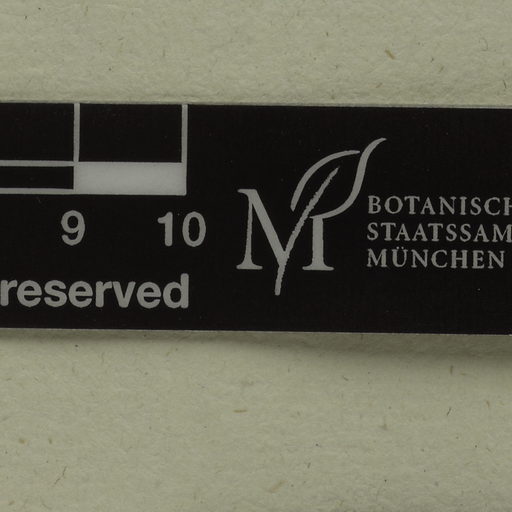 9 10
reserved
M
BOTANISCH
STAATSSAM
MÜNCHEN